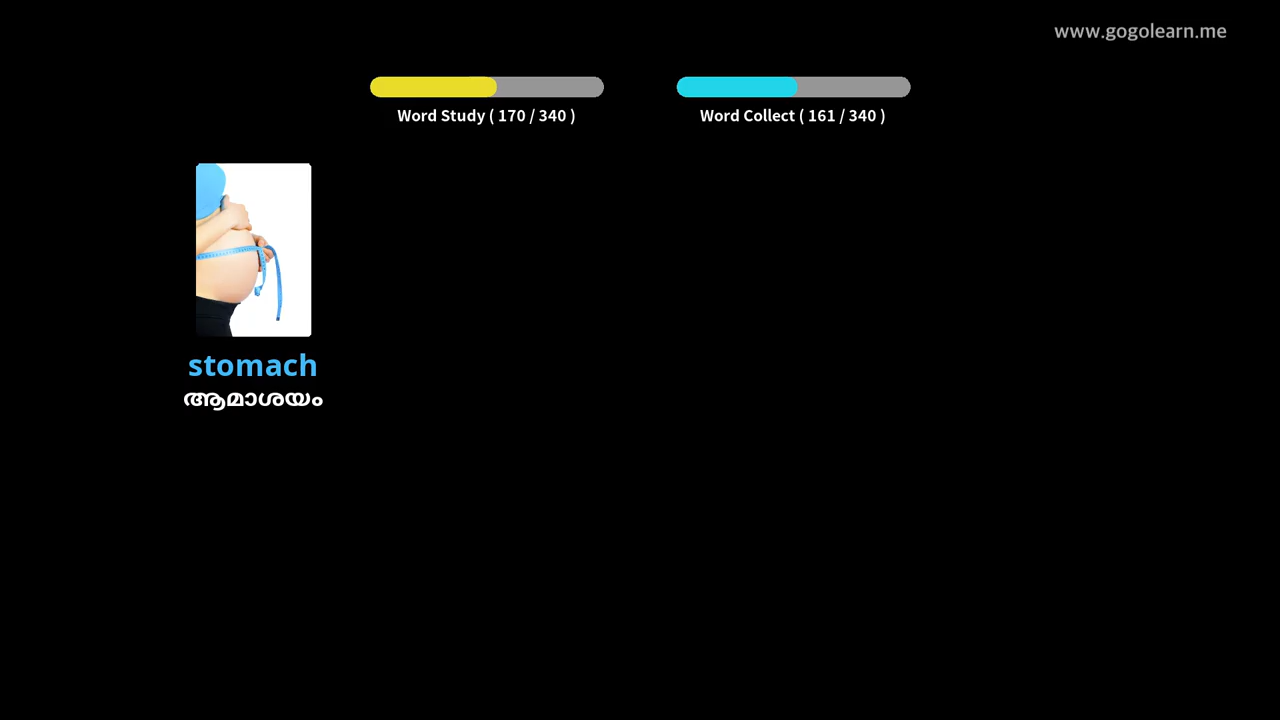 www.gogolearn.me
Word Study ( 170 / 340 )
Word Collect ( 161 / 340 )
stomach
ആമാശയം